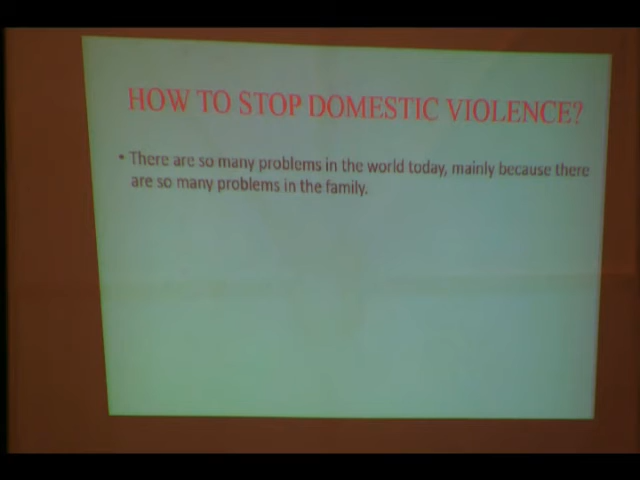 HOW TO STOP DOMESTIC VIOLENCE?
• There are so many problems in the world today, mainly because there
are so many problems in the family.